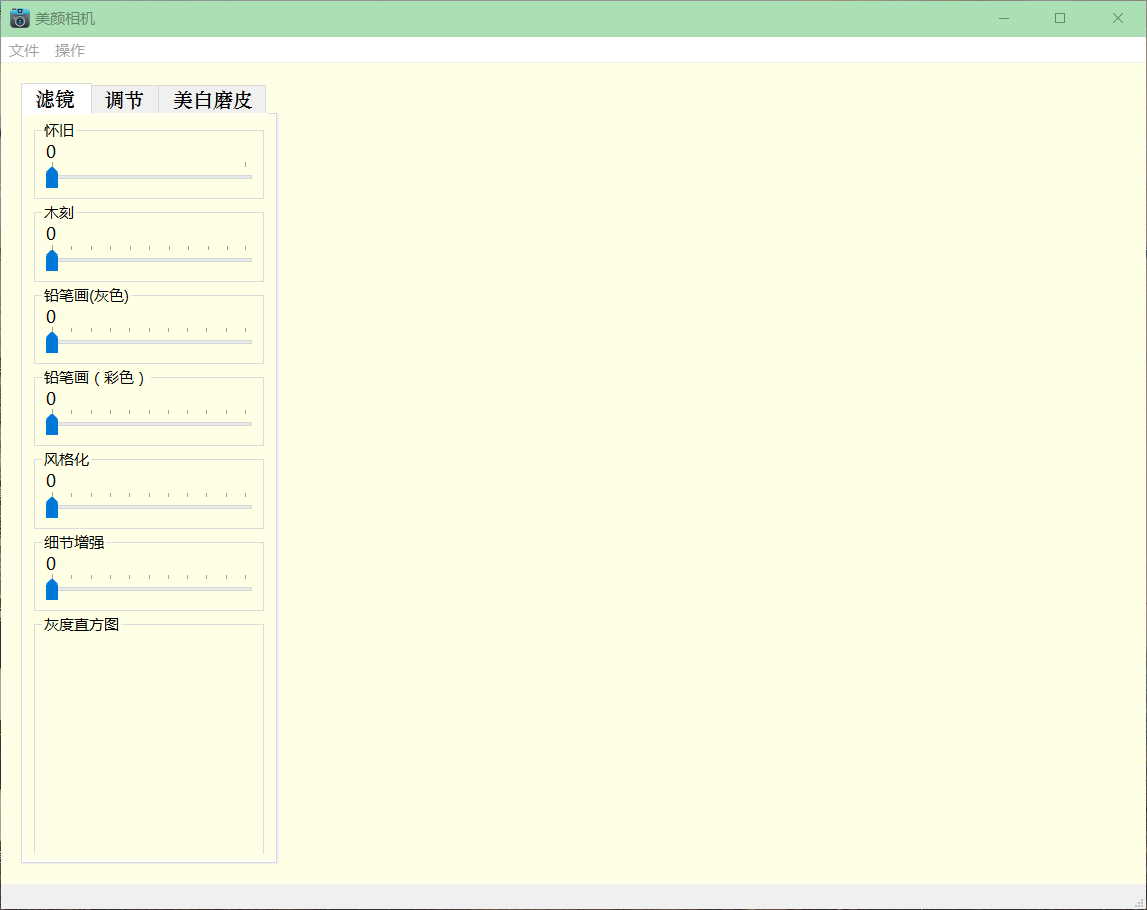 美颜相机
文件 操作
滤镜 调节 美白磨皮
怀旧
0
木刻
0
铅笔画(灰色)
0
铅笔画（彩色）
0
风格化
0
细节增强
0
灰度直方图